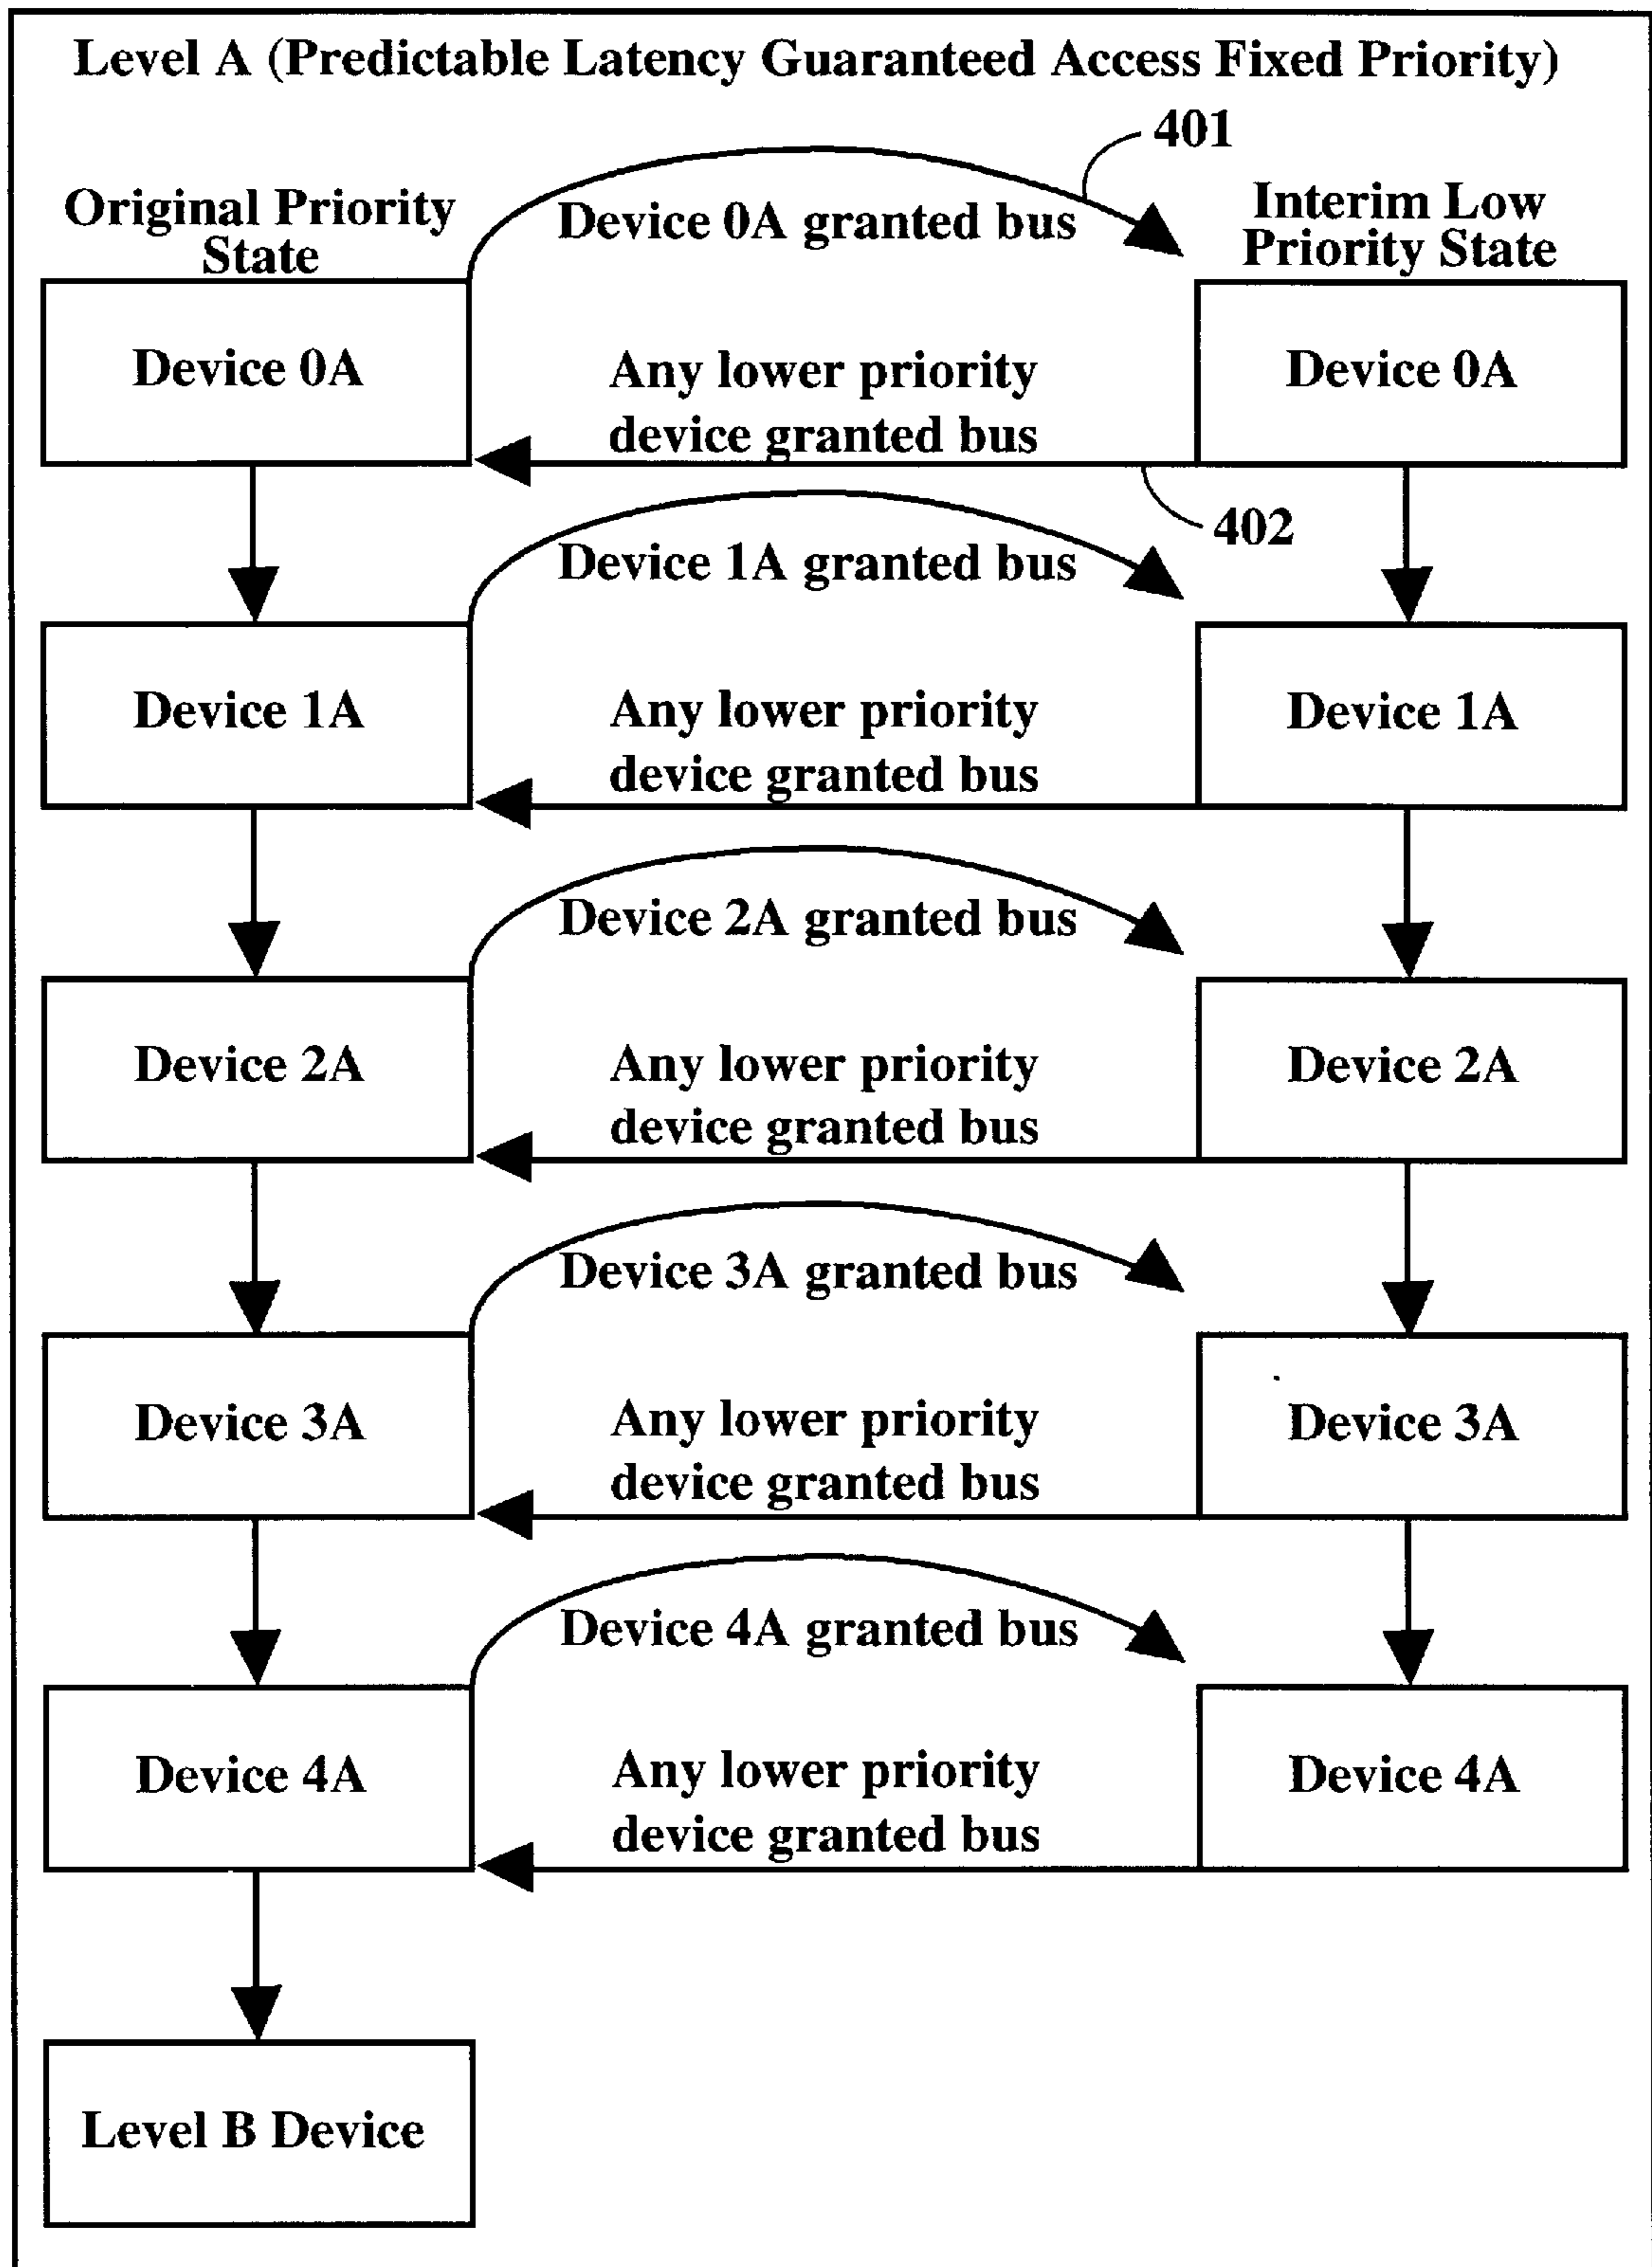 Level A (Predictable Latency Guaranteed Access Fixed Priority)
401
Original Priority
State
Device 0A granted bus
Interim Low
Priority State
Device 0A
Any lower priority
device granted bus
Device 0A
402
Device 1A granted bus
Device 1A
Any lower priority
device granted bus
Device 1A
Device 2A granted bus
Device 2A
Any lower priority
device granted bus
Device 2A
Device 3A granted bus
Device 3A
Any lower priority
device granted bus
Device 3A
Device 4A granted bus
Device 4A
Any lower priority
device granted bus
Device 4A
Level B Device